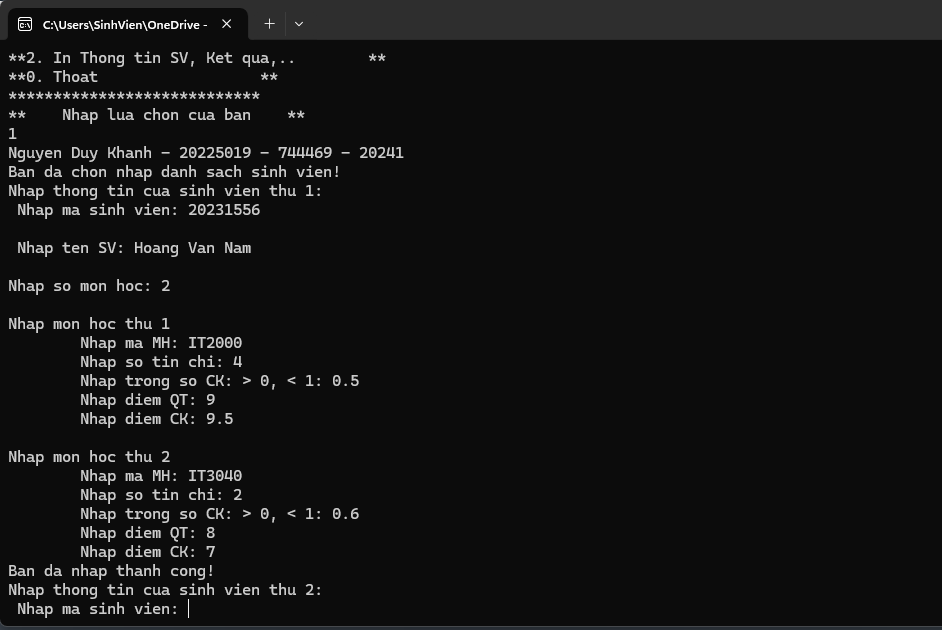 C:\Users\SinhVien\OneDrive -
**2. In Thong tin SV, Ket qua,..        **
**0. Thoat                  **
****************************
**    Nhap lua chon cua ban    **
1
Nguyen Duy Khanh - 20225019 - 744469 - 20241
Ban da chon nhap danh sach sinh vien!
Nhap thong tin cua sinh vien thu 1:
 Nhap ma sinh vien: 20231556
 Nhap ten SV: Hoang Van Nam
Nhap so mon hoc: 2
Nhap mon hoc thu 1
        Nhap ma MH: IT2000
        Nhap so tin chi: 4
        Nhap trong so CK: > 0, < 1: 0.5
        Nhap diem QT: 9
        Nhap diem CK: 9.5
Nhap mon hoc thu 2
        Nhap ma MH: IT3040
        Nhap so tin chi: 2
        Nhap trong so CK: > 0, < 1: 0.6
        Nhap diem QT: 8
        Nhap diem CK: 7
Ban da nhap thanh cong!
Nhap thong tin cua sinh vien thu 2:
 Nhap ma sinh vien: